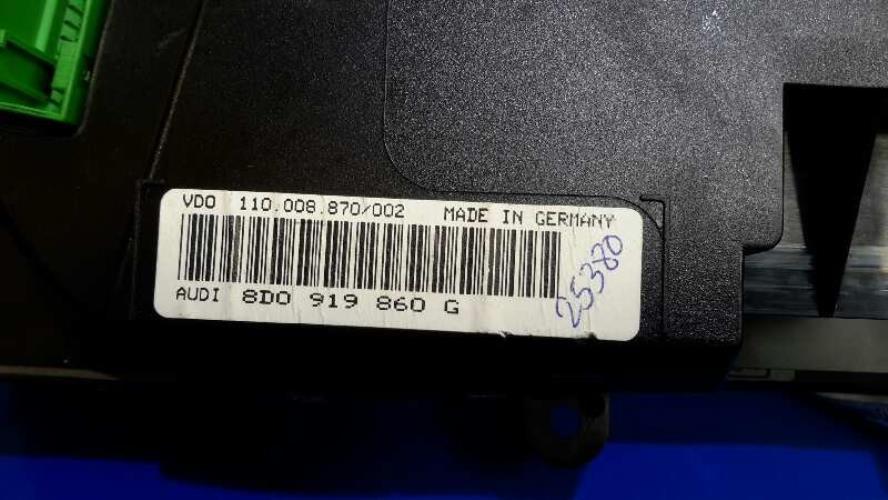 VDO 110.008.870/002 MADE IN GERMANY
AUDI 8D0 919 860 G
25380